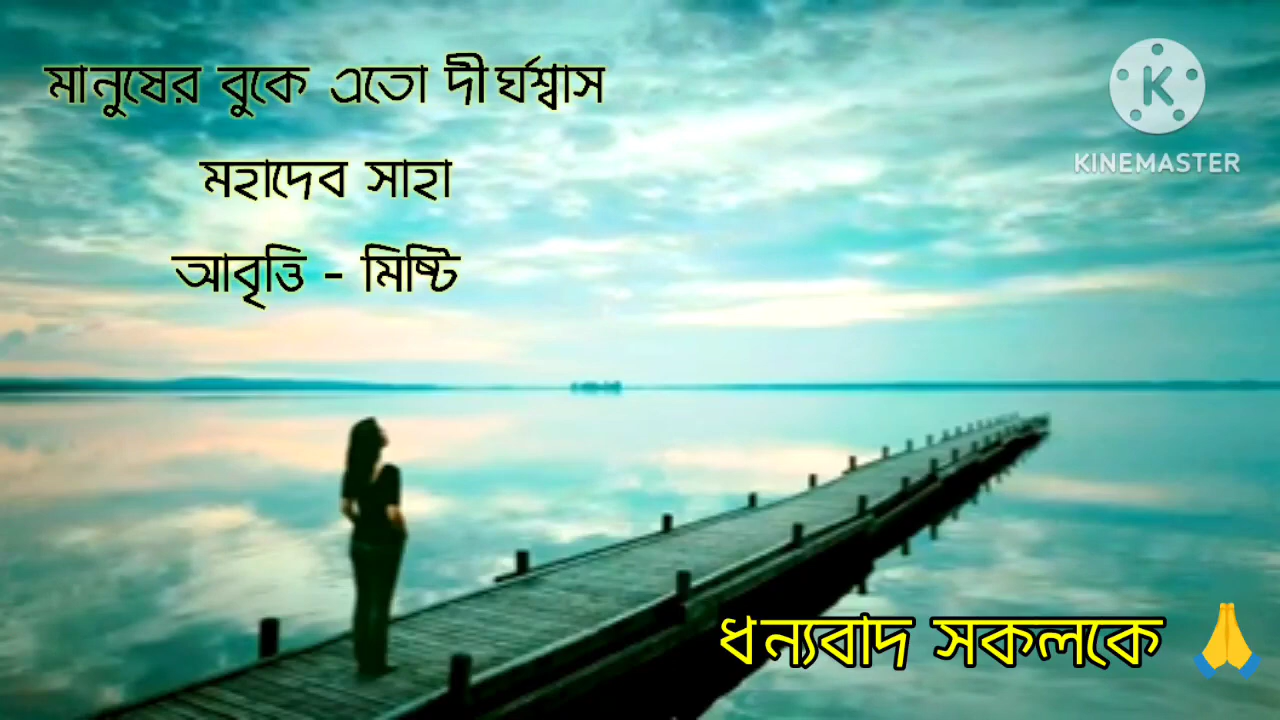 মানুষের বুকে এতো দীর্ঘশ্বাস
মহাদেব সাহা
আবৃত্তি - মিষ্টি
K
KINEMASTER
ধন্যবাদ সকলকে 🙏